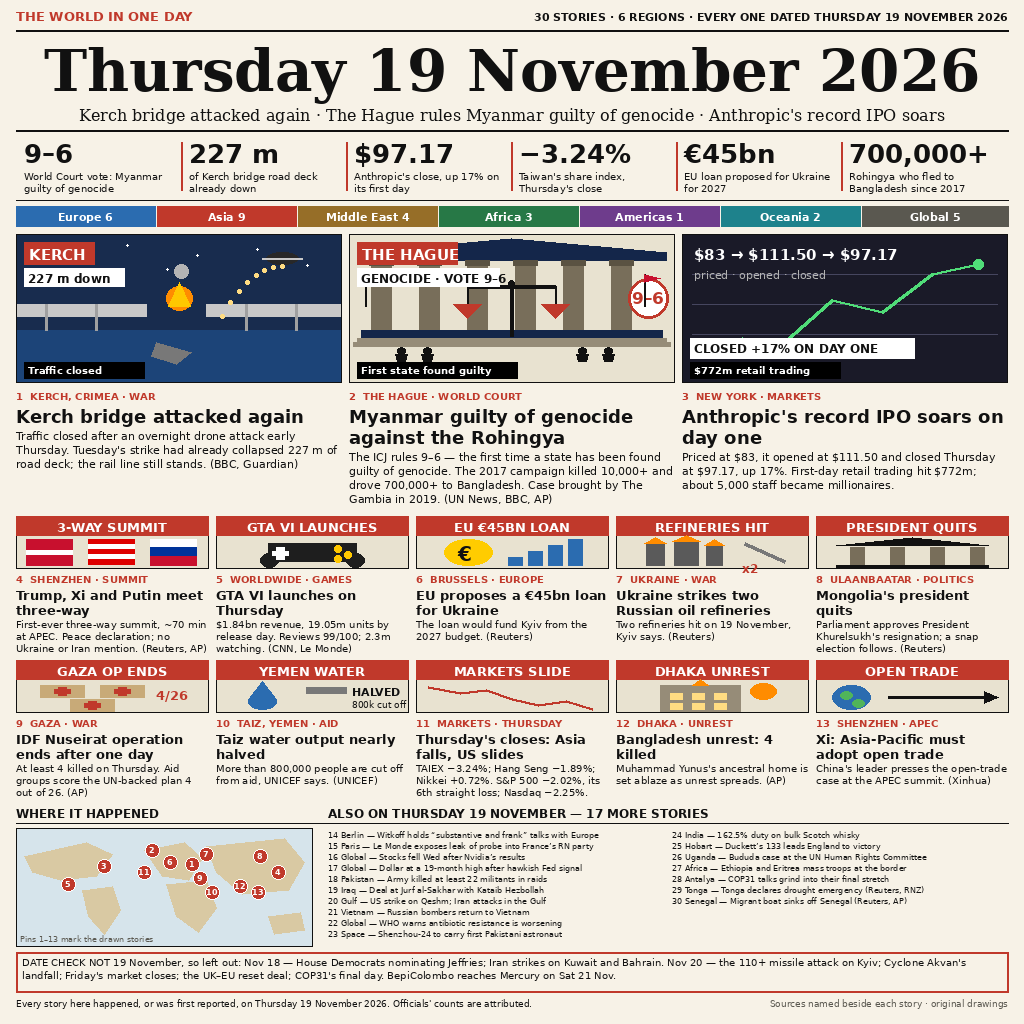 THE WORLD IN ONE DAY
30 STORIES · 6 REGIONS · EVERY ONE DATED THURSDAY 19 NOVEMBER 2026
Thursday 19 November 2026
Kerch bridge attacked again · The Hague rules Myanmar guilty of genocide · Anthropic's record IPO soars
9–6
World Court vote: Myanmar
guilty of genocide
227 m
of Kerch bridge road deck
already down
$97.17
Anthropic's close, up 17% on
its first day
−3.24%
Taiwan's share index,
Thursday's close
€45bn
EU loan proposed for Ukraine
for 2027
700,000+
Rohingya who fled to
Bangladesh since 2017
Europe 6
Asia 9
Middle East 4
Africa 3
Americas 1
Oceania 2
Global 5
KERCH
227 m down
Traffic closed
THE HAGUE
GENOCIDE · VOTE 9–6
9–6
First state found guilty
$83 → $111.50 → $97.17
priced · opened · closed
CLOSED +17% ON DAY ONE
$772m retail trading
1 KERCH, CRIMEA · WAR
Kerch bridge attacked again
Traffic closed after an overnight drone attack early
Thursday. Tuesday's strike had already collapsed 227 m of
road deck; the rail line still stands. (BBC, Guardian)
2 THE HAGUE · WORLD COURT
Myanmar guilty of genocide
against the Rohingya
The ICJ rules 9–6 — the first time a state has been found
guilty of genocide. The 2017 campaign killed 10,000+ and
drove 700,000+ to Bangladesh. Case brought by The
Gambia in 2019. (UN News, BBC, AP)
3 NEW YORK · MARKETS
Anthropic's record IPO soars on
day one
Priced at $83, it opened at $111.50 and closed Thursday
at $97.17, up 17%. First-day retail trading hit $772m;
about 5,000 staff became millionaires.
3-WAY SUMMIT
4 SHENZHEN · SUMMIT
Trump, Xi and Putin meet
three-way
First-ever three-way summit, ~70 min
at APEC. Peace declaration; no
Ukraine or Iran mention. (Reuters, AP)
GTA VI LAUNCHES
5 WORLDWIDE · GAMES
GTA VI launches on
Thursday
$1.84bn revenue, 19.05m units by
release day. Reviews 99/100; 2.3m
watching. (CNN, Le Monde)
EU €45BN LOAN
€
6 BRUSSELS · EUROPE
EU proposes a €45bn loan
for Ukraine
The loan would fund Kyiv from the
2027 budget. (Reuters)
REFINERIES HIT
x2
7 UKRAINE · WAR
Ukraine strikes two
Russian oil refineries
Two refineries hit on 19 November,
Kyiv says. (Reuters)
PRESIDENT QUITS
8 ULAANBAATAR · POLITICS
Mongolia's president
quits
Parliament approves President
Khurelsukh's resignation; a snap
election follows. (Reuters)
GAZA OP ENDS
4/26
9 GAZA · WAR
IDF Nuseirat operation
ends after one day
At least 4 killed on Thursday. Aid
groups score the UN-backed plan 4
out of 26. (AP)
YEMEN WATER
HALVED
800k cut off
10 TAIZ, YEMEN · AID
Taiz water output nearly
halved
More than 800,000 people are cut off
from aid, UNICEF says. (UNICEF)
MARKETS SLIDE
11 MARKETS · THURSDAY
Thursday's closes: Asia
falls, US slides
TAIEX −3.24%; Hang Seng −1.89%;
Nikkei +0.72%. S&P 500 −2.02%, its
6th straight loss; Nasdaq −2.25%.
DHAKA UNREST
12 DHAKA · UNREST
Bangladesh unrest: 4
killed
Muhammad Yunus's ancestral home is
set ablaze as unrest spreads. (AP)
OPEN TRADE
13 SHENZHEN · APEC
Xi: Asia-Pacific must
adopt open trade
China's leader presses the open-trade
case at the APEC summit. (Xinhua)
WHERE IT HAPPENED
2
7
8
3
6
1
11
9
4
5
10
12
13
Pins 1–13 mark the drawn stories
ALSO ON THURSDAY 19 NOVEMBER — 17 MORE STORIES
14 Berlin — Witkoff holds “substantive and frank” talks with Europe
15 Paris — Le Monde exposes leak of probe into France's RN party
16 Global — Stocks fell Wed after Nvidia's results
17 Global — Dollar at a 19-month high after hawkish Fed signal
18 Pakistan — Army killed at least 22 militants in raids
19 Iraq — Deal at Jurf al-Sakhar with Kataib Hezbollah
20 Gulf — US strike on Qeshm; Iran attacks in the Gulf
21 Vietnam — Russian bombers return to Vietnam
22 Global — WHO warns antibiotic resistance is worsening
23 Space — Shenzhou-24 to carry first Pakistani astronaut
24 India — 162.5% duty on bulk Scotch whisky
25 Hobart — Duckett's 133 leads England to victory
26 Uganda — Bududa case at the UN Human Rights Committee
27 Africa — Ethiopia and Eritrea mass troops at the border
28 Antalya — COP31 talks grind into their final stretch
29 Tonga — Tonga declares drought emergency (Reuters, RNZ)
30 Senegal — Migrant boat sinks off Senegal (Reuters, AP)
DATE CHECK NOT 19 November, so left out: Nov 18 — House Democrats nominating Jeffries; Iran strikes on Kuwait and Bahrain. Nov 20 — the 110+ missile attack on Kyiv; Cyclone Akvan's
landfall; Friday's market closes; the UK–EU reset deal; COP31's final day. BepiColombo reaches Mercury on Sat 21 Nov.
Every story here happened, or was first reported, on Thursday 19 November 2026. Officials' counts are attributed.
Sources named beside each story · original drawings